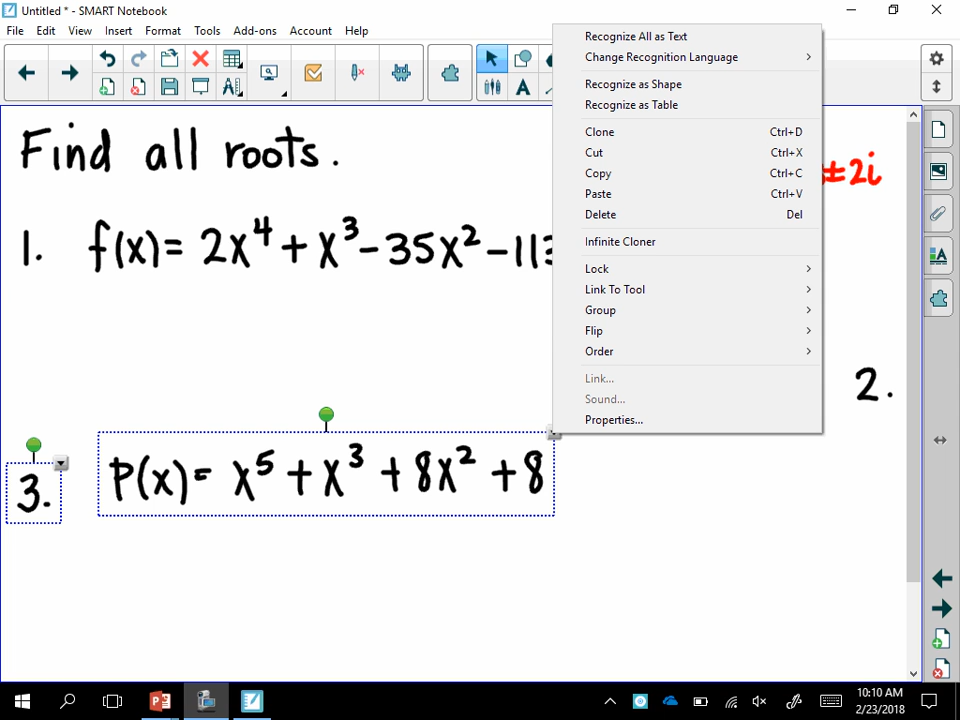 Untitled * - SMART Notebook
File Edit View Insert Format Tools Add-ons Account Help
Find all roots.
±2i
1. f(x)= 2x⁴ + x³ - 35x² - 113
2.
3. P(x)= x⁵ + x³ + 8x² + 8
Recognize All as Text
Change Recognition Language
Recognize as Shape
Recognize as Table
Clone Ctrl+D
Cut Ctrl+X
Copy Ctrl+C
Paste Ctrl+V
Delete Del
Infinite Cloner
Lock
Link To Tool
Group
Flip
Order
Link...
Sound...
Properties...
10:10 AM
2/23/2018